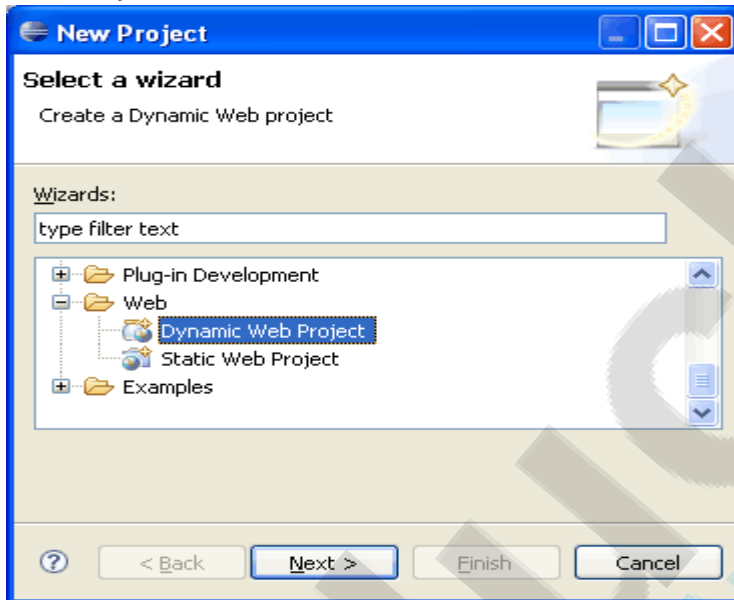 New Project
Select a wizard
Create a Dynamic Web project
Wizards:
type filter text
Plug-in Development
Web
Dynamic Web Project
Static Web Project
Examples
? < Back Next > Finish Cancel